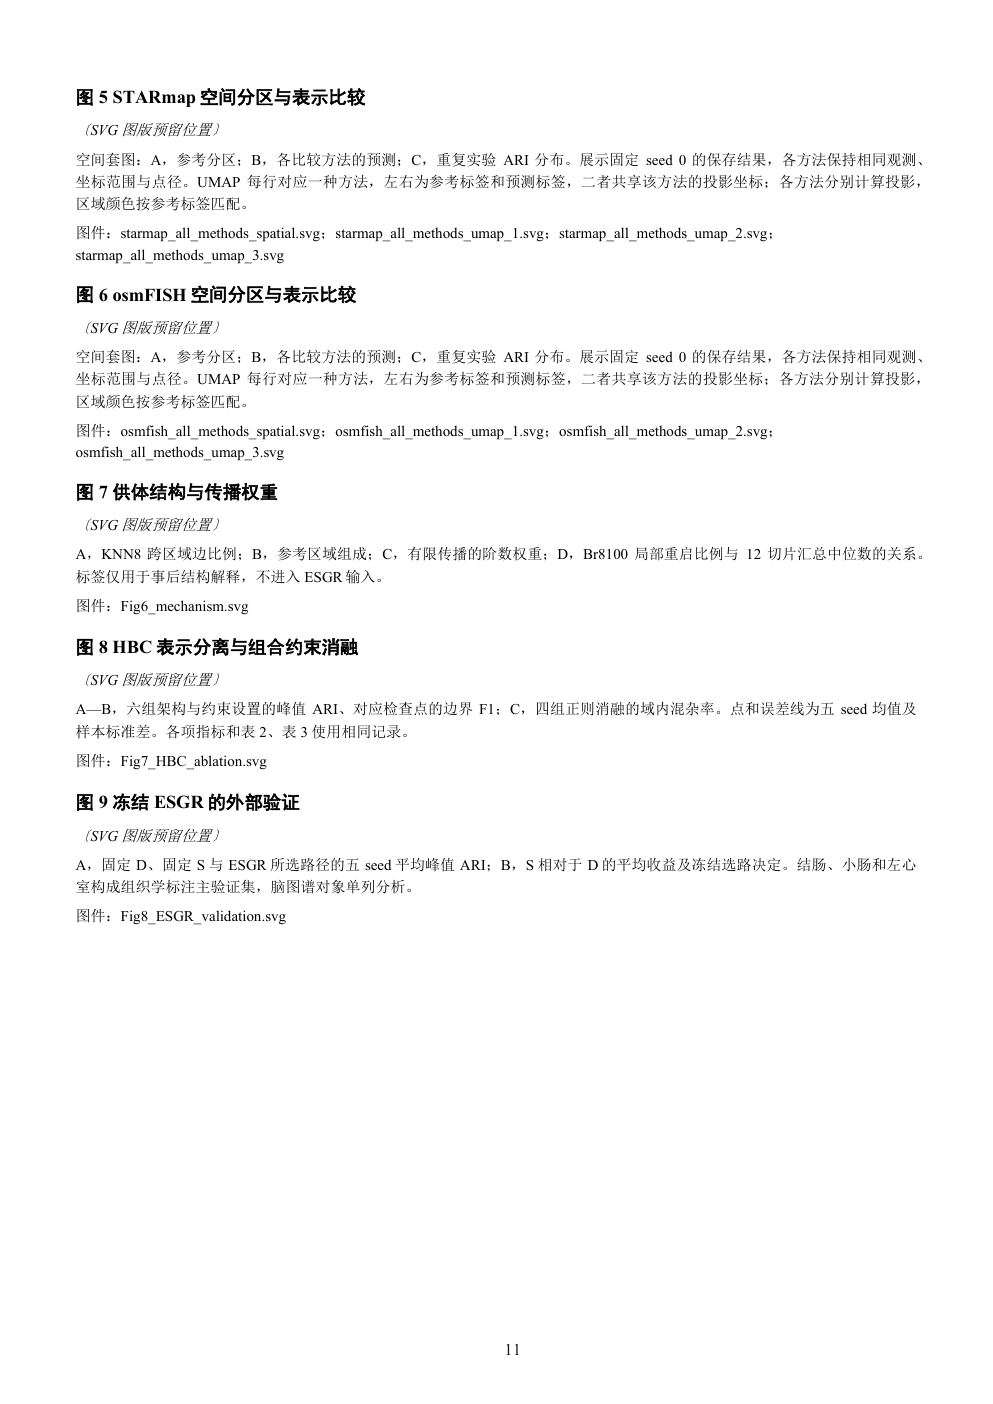 图 5 STARmap 空间分区与表示比较
（SVG 图版预留位置）
空间套图：A，参考分区；B，各比较方法的预测；C，重复实验 ARI 分布。展示固定 seed 0 的保存结果，各方法保持相同观测、
坐标范围与点径。UMAP 每行对应一种方法，左右为参考标签和预测标签，二者共享该方法的投影坐标；各方法分别计算投影，
区域颜色按参考标签匹配。
图件：starmap_all_methods_spatial.svg；starmap_all_methods_umap_1.svg；starmap_all_methods_umap_2.svg；
starmap_all_methods_umap_3.svg
图 6 osmFISH 空间分区与表示比较
（SVG 图版预留位置）
空间套图：A，参考分区；B，各比较方法的预测；C，重复实验 ARI 分布。展示固定 seed 0 的保存结果，各方法保持相同观测、
坐标范围与点径。UMAP 每行对应一种方法，左右为参考标签和预测标签，二者共享该方法的投影坐标；各方法分别计算投影，
区域颜色按参考标签匹配。
图件：osmfish_all_methods_spatial.svg；osmfish_all_methods_umap_1.svg；osmfish_all_methods_umap_2.svg；
osmfish_all_methods_umap_3.svg
图 7 供体结构与传播权重
（SVG 图版预留位置）
A，KNN8 跨区域边比例；B，参考区域组成；C，有限传播的阶数权重；D，Br8100 局部重启比例与 12 切片汇总中位数的关系。
标签仅用于事后结构解释，不进入 ESGR 输入。
图件：Fig6_mechanism.svg
图 8 HBC 表示分离与组合约束消融
（SVG 图版预留位置）
A—B，六组架构与约束设置的峰值 ARI、对应检查点的边界 F1；C，四组正则消融的域内混杂率。点和误差线为五 seed 均值及
样本标准差。各项指标和表 2、表 3 使用相同记录。
图件：Fig7_HBC_ablation.svg
图 9 冻结 ESGR 的外部验证
（SVG 图版预留位置）
A，固定 D、固定 S 与 ESGR 所选路径的五 seed 平均峰值 ARI；B，S 相对于 D 的平均收益及冻结选路决定。结肠、小肠和左心
室构成组织学标注主验证集，脑图谱对象单列分析。
图件：Fig8_ESGR_validation.svg
11